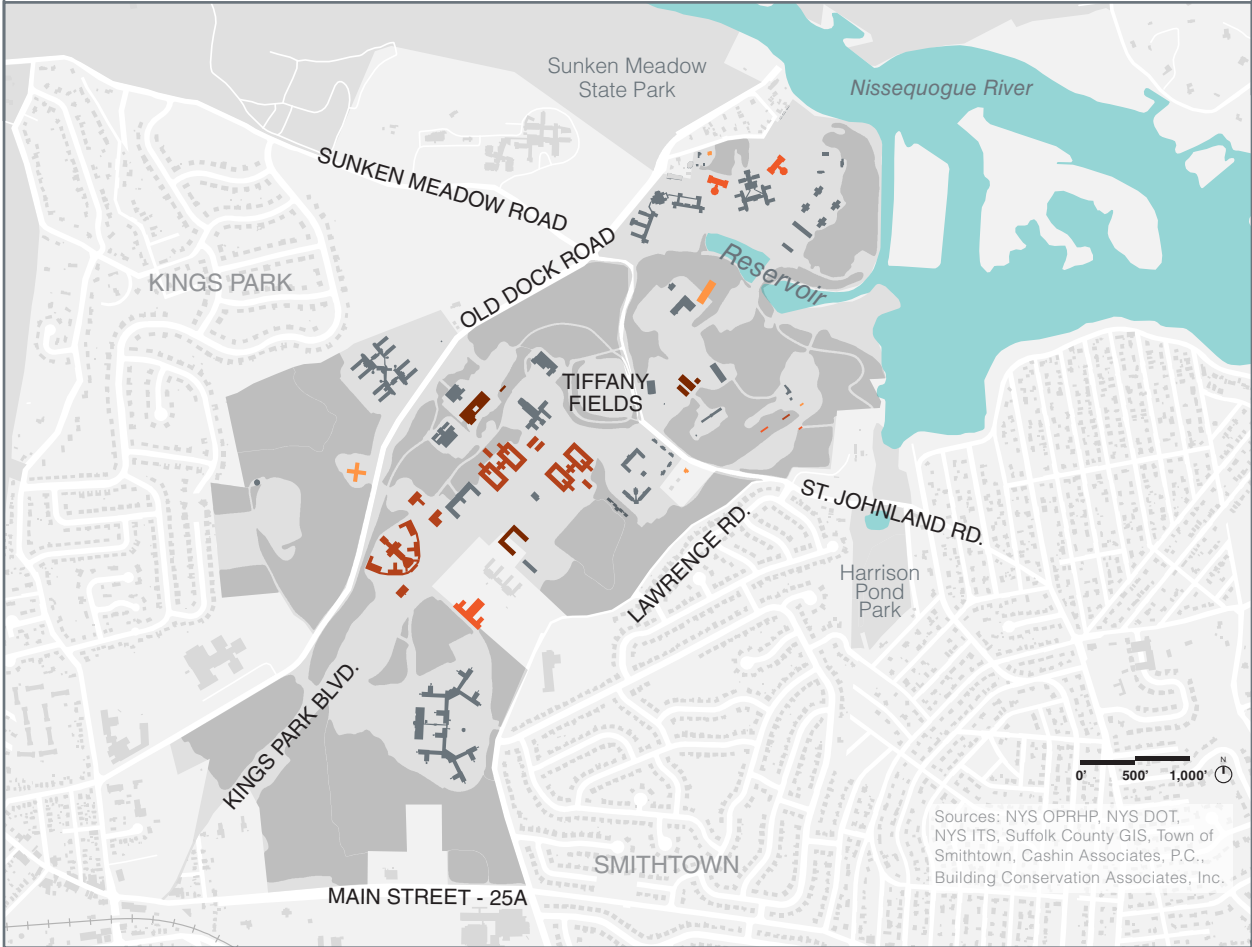 Sunken Meadow
State Park
Nissequogue River
SUNKEN MEADOW ROAD
OLD DOCK ROAD
Reservoir
KINGS PARK
TIFFANY
FIELDS
ST. JOHNLAND RD.
LAWRENCE RD.
Harrison
Pond
Park
KINGS PARK BLVD.
N
0' 500' 1,000'
Sources: NYS OPRHP, NYS DOT,
NYS ITS, Suffolk County GIS, Town of
Smithtown, Cashin Associates, P.C.,
Building Conservation Associates, Inc.
SMITHTOWN
MAIN STREET - 25A